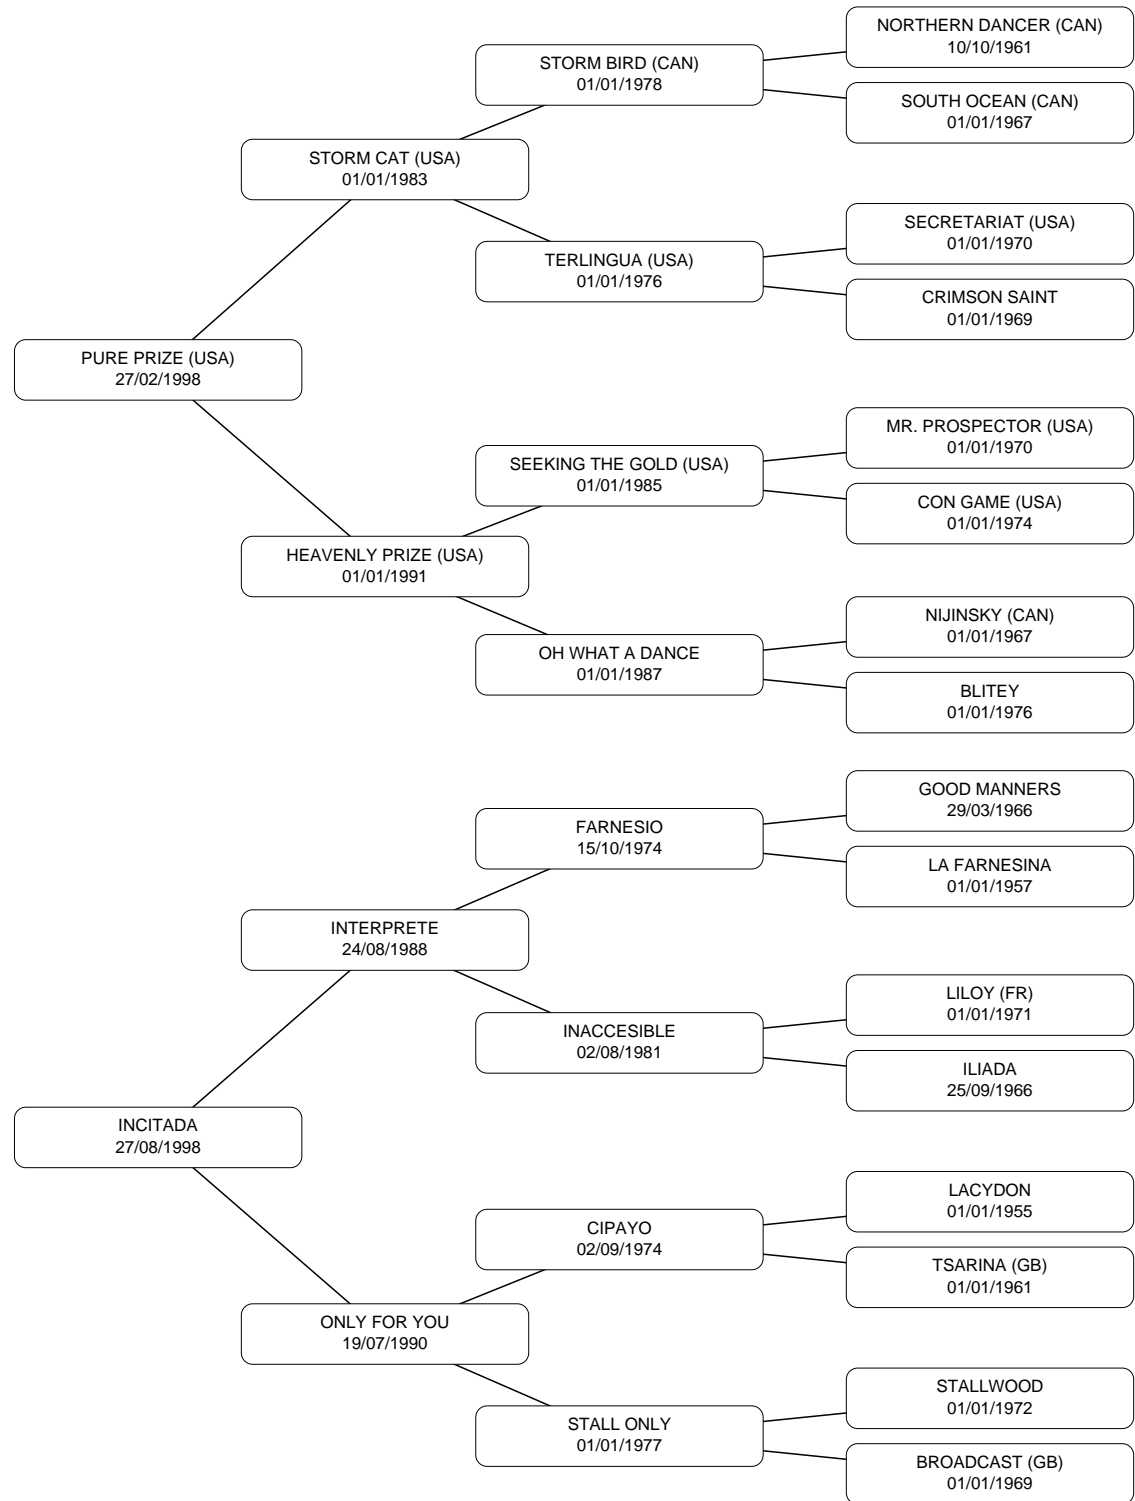 NORTHERN DANCER (CAN)
10/10/1961
STORM BIRD (CAN)
01/01/1978
SOUTH OCEAN (CAN)
01/01/1967
STORM CAT (USA)
01/01/1983
SECRETARIAT (USA)
01/01/1970
TERLINGUA (USA)
01/01/1976
CRIMSON SAINT
01/01/1969
PURE PRIZE (USA)
27/02/1998
MR. PROSPECTOR (USA)
01/01/1970
SEEKING THE GOLD (USA)
01/01/1985
CON GAME (USA)
01/01/1974
HEAVENLY PRIZE (USA)
01/01/1991
NIJINSKY (CAN)
01/01/1967
OH WHAT A DANCE
01/01/1987
BLITEY
01/01/1976
GOOD MANNERS
29/03/1966
FARNESIO
15/10/1974
LA FARNESINA
01/01/1957
INTERPRETE
24/08/1988
LILOY (FR)
01/01/1971
INACCESIBLE
02/08/1981
ILIADA
25/09/1966
INCITADA
27/08/1998
LACYDON
01/01/1955
CIPAYO
02/09/1974
TSARINA (GB)
01/01/1961
ONLY FOR YOU
19/07/1990
STALLWOOD
01/01/1972
STALL ONLY
01/01/1977
BROADCAST (GB)
01/01/1969